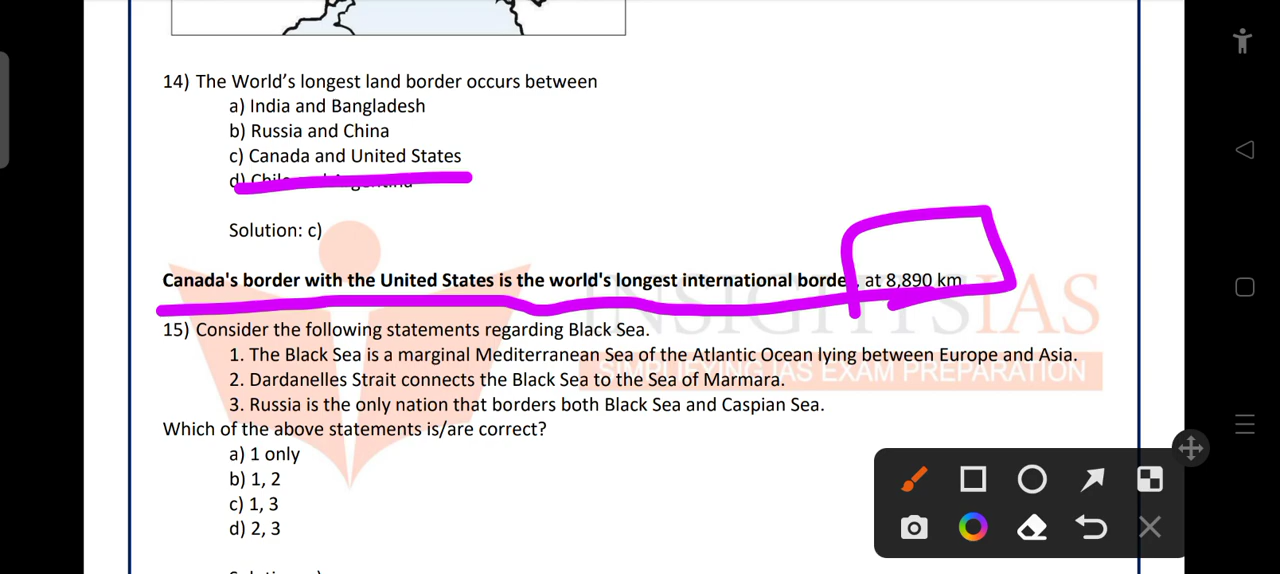 14) The World's longest land border occurs between
a) India and Bangladesh
b) Russia and China
c) Canada and United States
d) Chile and Argentina
Solution: c)
Canada's border with the United States is the world's longest international border, at 8,890 km
INSIGHTSIAS
SIMPLIFYING IAS EXAM PREPARATION
15) Consider the following statements regarding Black Sea.
1. The Black Sea is a marginal Mediterranean Sea of the Atlantic Ocean lying between Europe and Asia.
2. Dardanelles Strait connects the Black Sea to the Sea of Marmara.
3. Russia is the only nation that borders both Black Sea and Caspian Sea.
Which of the above statements is/are correct?
a) 1 only
b) 1, 2
c) 1, 3
d) 2, 3